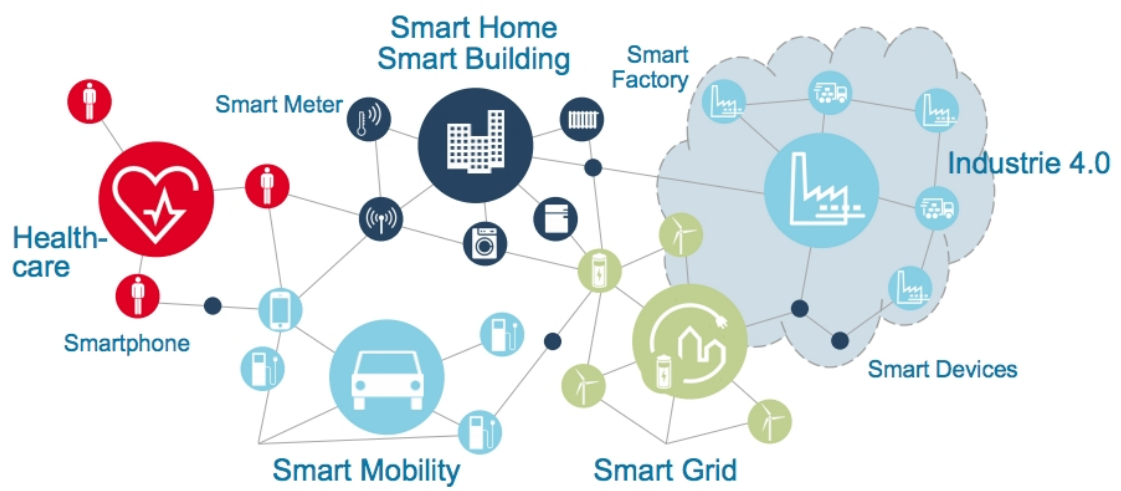 Smart Home
Smart Building
Smart
Factory
Smart Meter
Industrie 4.0
Health-
care
Smartphone
Smart Devices
Smart Mobility
Smart Grid